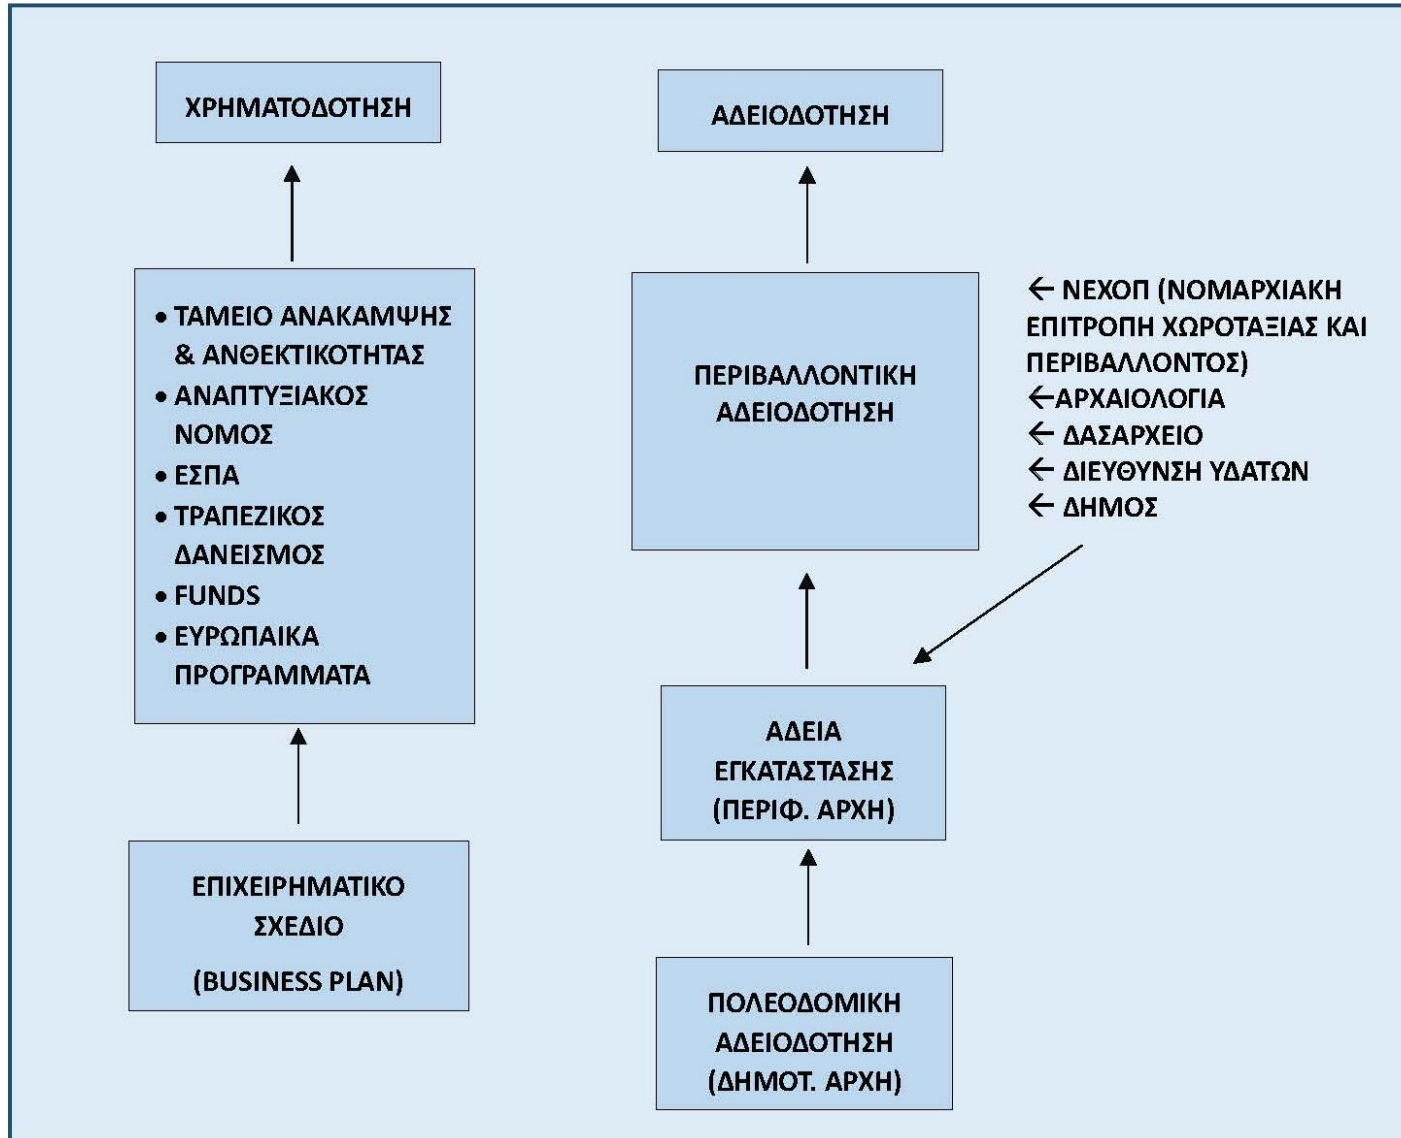 ΧΡΗΜΑΤΟΔΟΤΗΣΗ
• ΤΑΜΕΙΟ ΑΝΑΚΑΜΨΗΣ
& ΑΝΘΕΚΤΙΚΟΤΗΤΑΣ
• ΑΝΑΠΤΥΞΙΑΚΟΣ
ΝΟΜΟΣ
• ΕΣΠΑ
• ΤΡΑΠΕΖΙΚΟΣ
ΔΑΝΕΙΣΜΟΣ
• FUNDS
• ΕΥΡΩΠΑΙΚΑ
ΠΡΟΓΡΑΜΜΑΤΑ
ΕΠΙΧΕΙΡΗΜΑΤΙΚΟ
ΣΧΕΔΙΟ
(BUSINESS PLAN)
ΑΔΕΙΟΔΟΤΗΣΗ
ΠΕΡΙΒΑΛΛΟΝΤΙΚΗ
ΑΔΕΙΟΔΟΤΗΣΗ
← ΝΕΧΟΠ (ΝΟΜΑΡΧΙΑΚΗ
ΕΠΙΤΡΟΠΗ ΧΩΡΟΤΑΞΙΑΣ ΚΑΙ
ΠΕΡΙΒΑΛΛΟΝΤΟΣ)
←ΑΡΧΑΙΟΛΟΓΙΑ
← ΔΑΣΑΡΧΕΙΟ
← ΔΙΕΥΘΥΝΣΗ ΥΔΑΤΩΝ
← ΔΗΜΟΣ
ΑΔΕΙΑ
ΕΓΚΑΤΑΣΤΑΣΗΣ
(ΠΕΡΙΦ. ΑΡΧΗ)
ΠΟΛΕΟΔΟΜΙΚΗ
ΑΔΕΙΟΔΟΤΗΣΗ
(ΔΗΜΟΤ. ΑΡΧΗ)